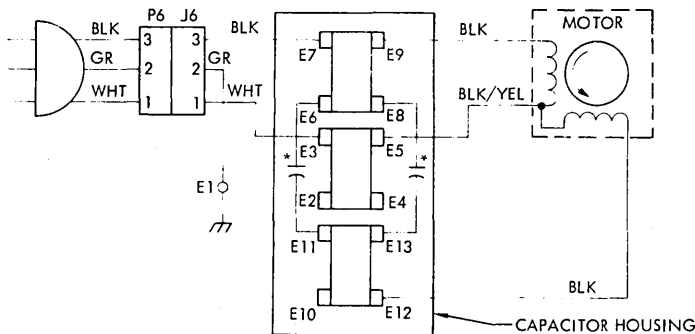 P6 J6
BLK 3 3 BLK
GR 2 2 GR
WHT 1 1 WHT
E1
E7 E9
E6 E8
E3 E5
* *
E2 E4
E11 E13
E10 E12
BLK
BLK/YEL
MOTOR
BLK
CAPACITOR HOUSING